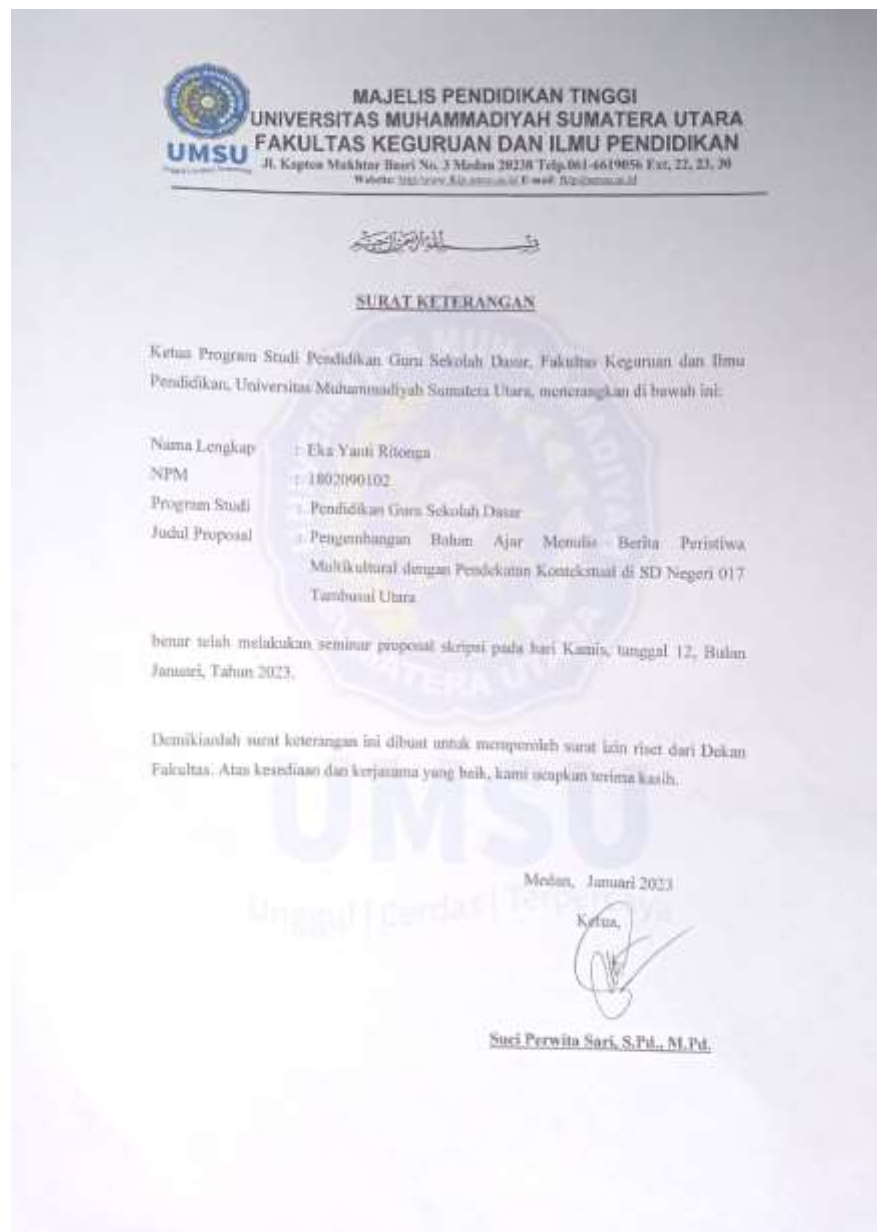 MAJELIS PENDIDIKAN TINGGI
UNIVERSITAS MUHAMMADIYAH SUMATERA UTARA
FAKULTAS KEGURUAN DAN ILMU PENDIDIKAN
UMSU
Jl. Kapten Mukhtar Basri No. 3 Medan 20238 Telp.061-6619056 Ext, 22, 23, 30
Website: E-mail:
SURAT KETERANGAN
Ketua Program Studi Pendidikan Guru Sekolah Dasar, Fakultas Keguruan dan Ilmu
Pendidikan, Universitas Muhammadiyah Sumatera Utara, menerangkan di bawah ini:
Nama Lengkap : Eka Yanti Ritonga
NPM : 1802090102
Program Studi : Pendidikan Guru Sekolah Dasar
Judul Proposal : Pengembangan Bahan Ajar Menulis Berita Peristiwa
Multikultural dengan Pendekatan Kontekstual di SD Negeri 017
Tambusai Utara
benar telah melakukan seminar proposal skripsi pada hari Kamis, tanggal 12, Bulan
Januari, Tahun 2023.
Demikianlah surat keterangan ini dibuat untuk memperoleh surat izin riset dari Dekan
Fakultas. Atas kesediaan dan kerjasama yang baik, kami ucapkan terima kasih.
UMSU
Unggul | Cerdas | Terpercaya
Medan, Januari 2023
Ketua,
Suci Perwita Sari, S.Pd., M.Pd.